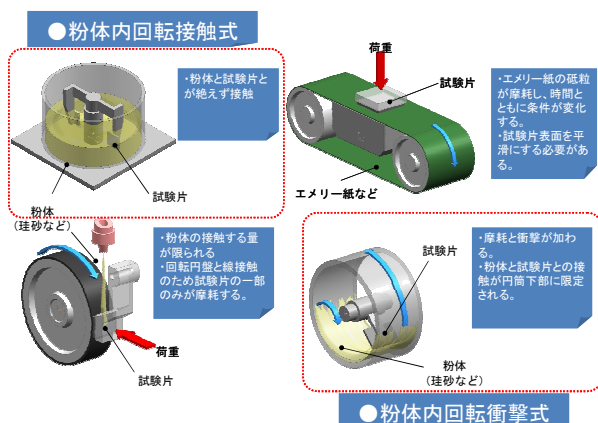 ●粉体内回転接触式
・粉体と試験片と
が絶えず接触
試験片
荷重
試験片
エメリー紙など
・エメリー紙の砥粒
が摩耗し、時間と
ともに条件が変化
する。
・試験片表面を平
滑にする必要があ
る。
粉体
(珪砂など)
・粉体の接触する量
が限られる
・回転円盤と線接触
のため試験片の一部
のみが摩耗する。
荷重
試験片
試験片
粉体
(珪砂など)
・摩耗と衝撃が加わ
る。
・粉体と試験片との接
触が円筒下部に限定
される。
●粉体内回転衝撃式